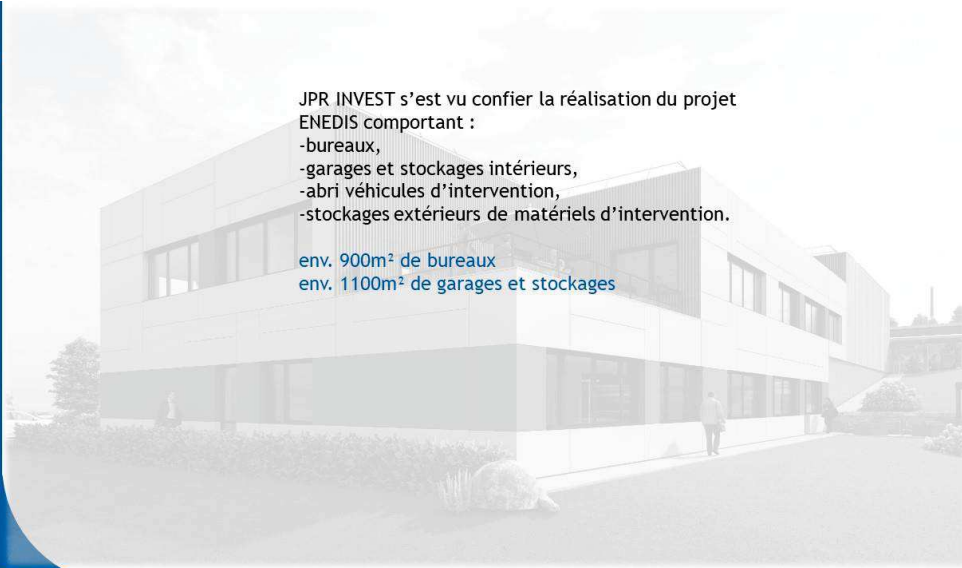 JPR INVEST s’est vu confier la réalisation du projet
ENEDIS comportant :
-bureaux,
-garages et stockages intérieurs,
-abri véhicules d’intervention,
-stockages extérieurs de matériels d’intervention.
env. 900m² de bureaux
env. 1100m² de garages et stockages